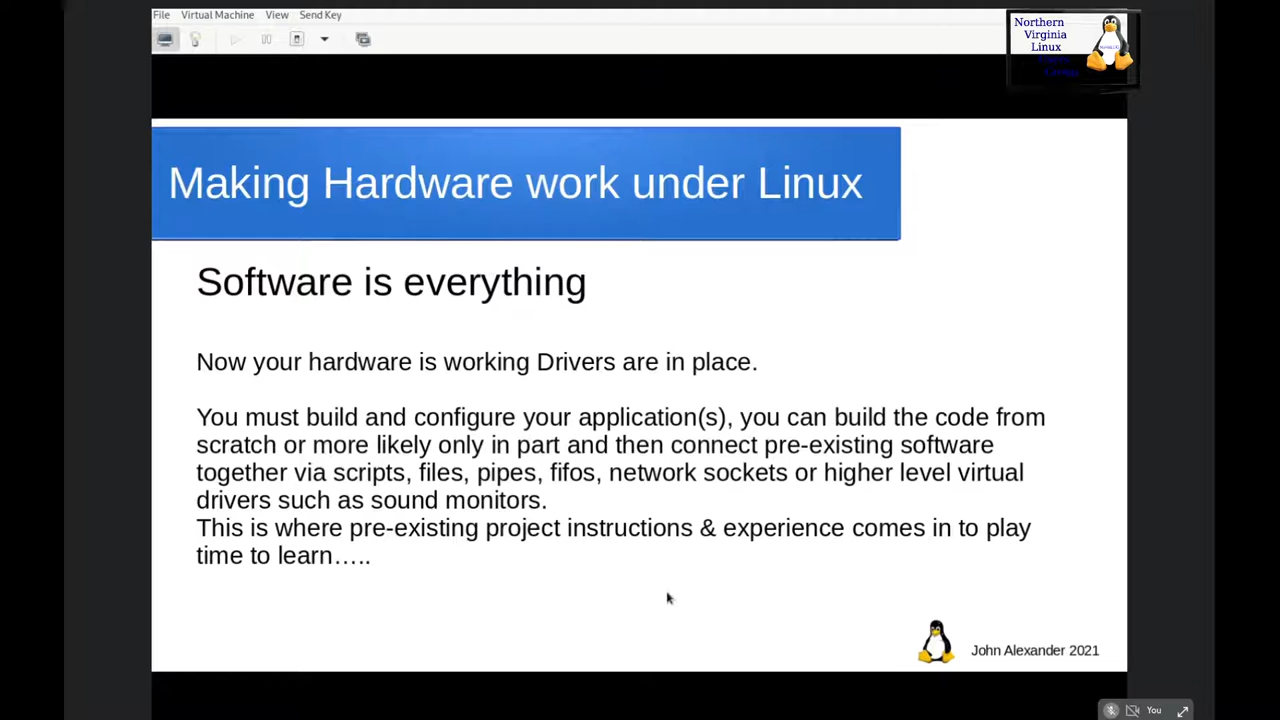 File Virtual Machine View Send Key
Northern
Virginia
Linux
Users
Group
Making Hardware work under Linux
Software is everything
Now your hardware is working Drivers are in place.
You must build and configure your application(s), you can build the code from
scratch or more likely only in part and then connect pre-existing software
together via scripts, files, pipes, fifos, network sockets or higher level virtual
drivers such as sound monitors.
This is where pre-existing project instructions & experience comes in to play
time to learn…..
John Alexander 2021
You